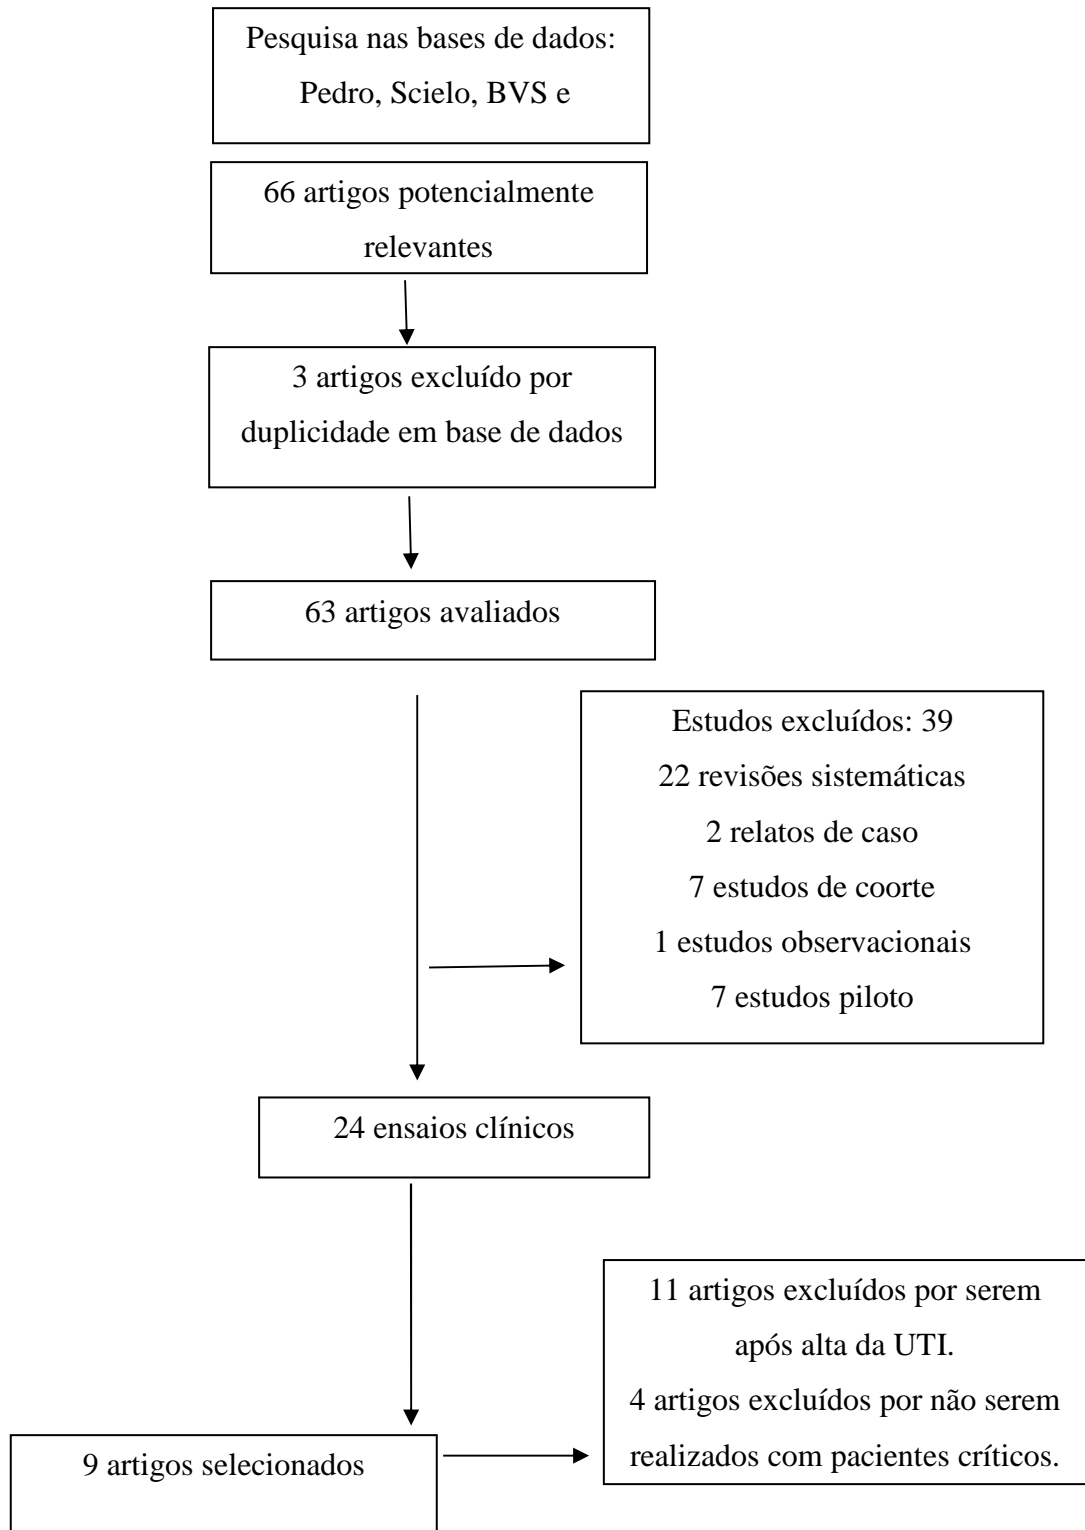 Pesquisa nas bases de dados:
Pedro, Scielo, BVS e
66 artigos potencialmente
relevantes
3 artigos excluído por
duplicidade em base de dados
63 artigos avaliados
Estudos excluídos: 39
22 revisões sistemáticas
2 relatos de caso
7 estudos de coorte
1 estudos observacionais
7 estudos piloto
24 ensaios clínicos
11 artigos excluídos por serem
após alta da UTI.
4 artigos excluídos por não serem
realizados com pacientes críticos.
9 artigos selecionados